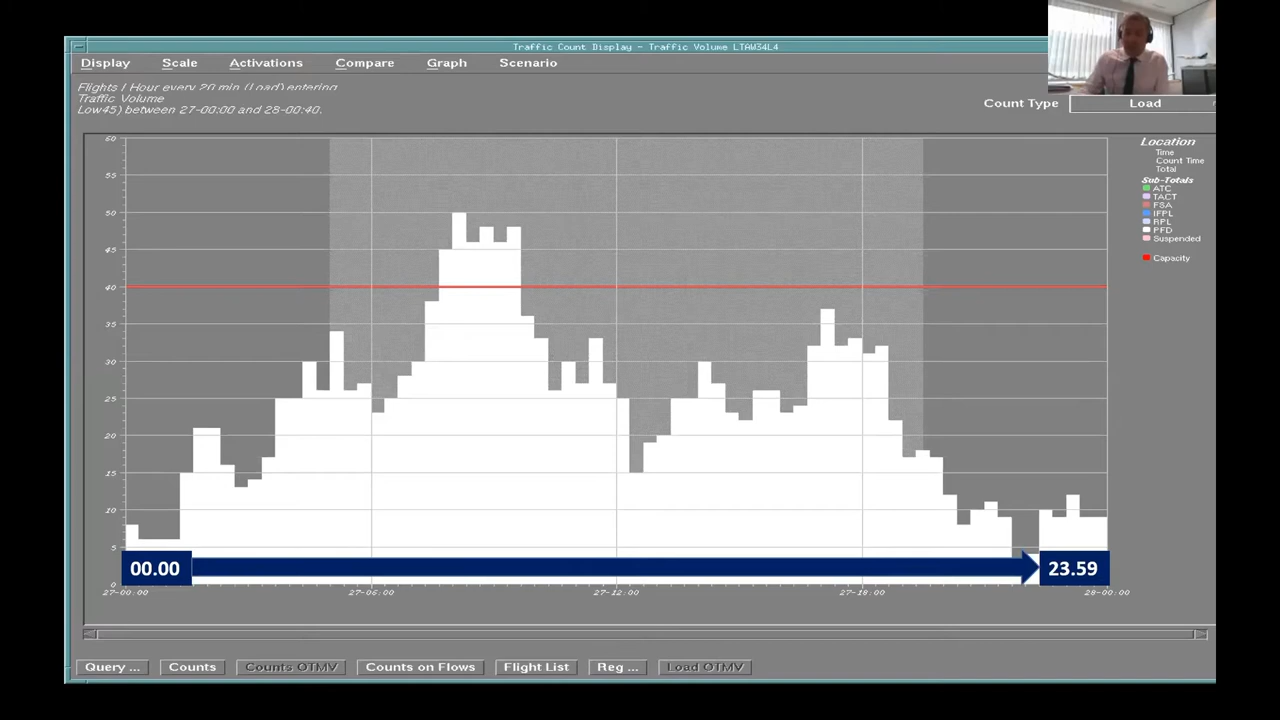 Traffic Count Display - Traffic Volume LTAW34L4
Display Scale Activations Compare Graph Scenario
Flights / Hour every 20 min (Load) entering
Traffic Volume
Low45) between 27-00:00 and 28-00:40.
Count Type Load
60
55
50
45
40
35
30
25
20
15
10
5
0
Location
Time
Count Time
Total
Sub-Totals
ATC
TACT
FSA
IFPL
RPL
PFD
Suspended
Capacity
00.00 23.59
27-00:00 27-06:00 27-12:00 27-18:00 28-00:00
Query ... Counts Counts OTMV Counts on Flows Flight List Reg ... Load OTMV